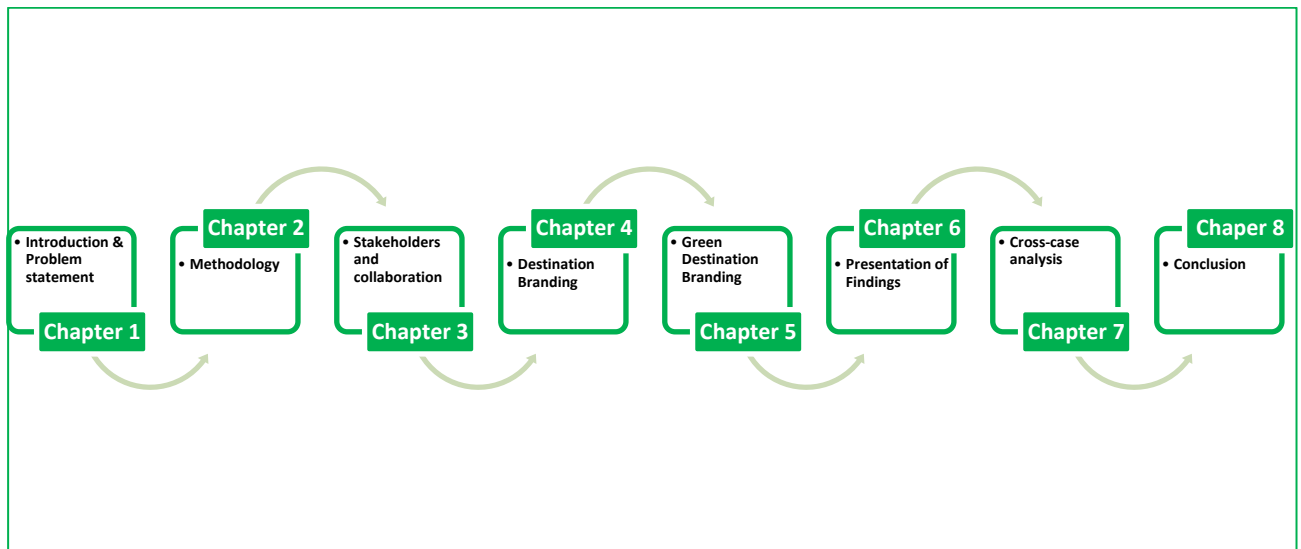 • Introduction &
Problem
statement
Chapter 1
Chapter 2
• Methodology
• Stakeholders
and
collaboration
Chapter 3
Chapter 4
• Destination
Branding
• Green
Destination
Branding
Chapter 5
Chapter 6
• Presentation of
Findings
• Cross-case
analysis
Chapter 7
Chaper 8
• Conclusion